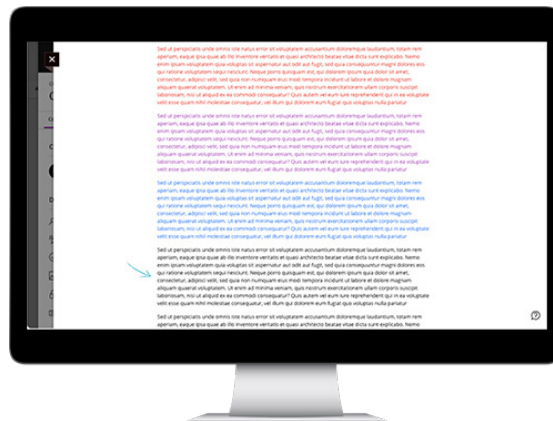 Sed ut perspiciatis unde omnis iste natus error sit voluptatem accusantium doloremque laudantium, totam rem
aperiam, eaque ipsa quae ab illo inventore veritatis et quasi architecto beatae vitae dicta sunt explicabo. Nemo
enim ipsam voluptatem quia voluptas sit aspernatur aut odit aut fugit, sed quia consequuntur magni dolores eos
qui ratione voluptatem sequi nesciunt. Neque porro quisquam est, qui dolorem ipsum quia dolor sit amet,
consectetur, adipisci velit, sed quia non numquam eius modi tempora incidunt ut labore et dolore magnam
aliquam quaerat voluptatem. Ut enim ad minima veniam, quis nostrum exercitationem ullam corporis suscipit
laboriosam, nisi ut aliquid ex ea commodi consequatur? Quis autem vel eum iure reprehenderit qui in ea voluptate
velit esse quam nihil molestiae consequatur, vel illum qui dolorem eum fugiat quo voluptas nulla pariatur
Sed ut perspiciatis unde omnis iste natus error sit voluptatem accusantium doloremque laudantium, totam rem
aperiam, eaque ipsa quae ab illo inventore veritatis et quasi architecto beatae vitae dicta sunt explicabo. Nemo
enim ipsam voluptatem quia voluptas sit aspernatur aut odit aut fugit, sed quia consequuntur magni dolores eos
qui ratione voluptatem sequi nesciunt. Neque porro quisquam est, qui dolorem ipsum quia dolor sit amet,
consectetur, adipisci velit, sed quia non numquam eius modi tempora incidunt ut labore et dolore magnam
aliquam quaerat voluptatem. Ut enim ad minima veniam, quis nostrum exercitationem ullam corporis suscipit
laboriosam, nisi ut aliquid ex ea commodi consequatur? Quis autem vel eum iure reprehenderit qui in ea voluptate
velit esse quam nihil molestiae consequatur, vel illum qui dolorem eum fugiat quo voluptas nulla pariatur
Sed ut perspiciatis unde omnis iste natus error sit voluptatem accusantium doloremque laudantium, totam rem
aperiam, eaque ipsa quae ab illo inventore veritatis et quasi architecto beatae vitae dicta sunt explicabo. Nemo
enim ipsam voluptatem quia voluptas sit aspernatur aut odit aut fugit, sed quia consequuntur magni dolores eos
qui ratione voluptatem sequi nesciunt. Neque porro quisquam est, qui dolorem ipsum quia dolor sit amet,
consectetur, adipisci velit, sed quia non numquam eius modi tempora incidunt ut labore et dolore magnam
aliquam quaerat voluptatem. Ut enim ad minima veniam, quis nostrum exercitationem ullam corporis suscipit
laboriosam, nisi ut aliquid ex ea commodi consequatur? Quis autem vel eum iure reprehenderit qui in ea voluptate
velit esse quam nihil molestiae consequatur, vel illum qui dolorem eum fugiat quo voluptas nulla pariatur
Sed ut perspiciatis unde omnis iste natus error sit voluptatem accusantium doloremque laudantium, totam rem
aperiam, eaque ipsa quae ab illo inventore veritatis et quasi architecto beatae vitae dicta sunt explicabo. Nemo
enim ipsam voluptatem quia voluptas sit aspernatur aut odit aut fugit, sed quia consequuntur magni dolores eos
qui ratione voluptatem sequi nesciunt. Neque porro quisquam est, qui dolorem ipsum quia dolor sit amet,
consectetur, adipisci velit, sed quia non numquam eius modi tempora incidunt ut labore et dolore magnam
aliquam quaerat voluptatem. Ut enim ad minima veniam, quis nostrum exercitationem ullam corporis suscipit
laboriosam, nisi ut aliquid ex ea commodi consequatur? Quis autem vel eum iure reprehenderit qui in ea voluptate
velit esse quam nihil molestiae consequatur, vel illum qui dolorem eum fugiat quo voluptas nulla pariatur
Sed ut perspiciatis unde omnis iste natus error sit voluptatem accusantium doloremque laudantium, totam rem
aperiam, eaque ipsa quae ab illo inventore veritatis et quasi architecto beatae vitae dicta sunt explicabo. Nemo